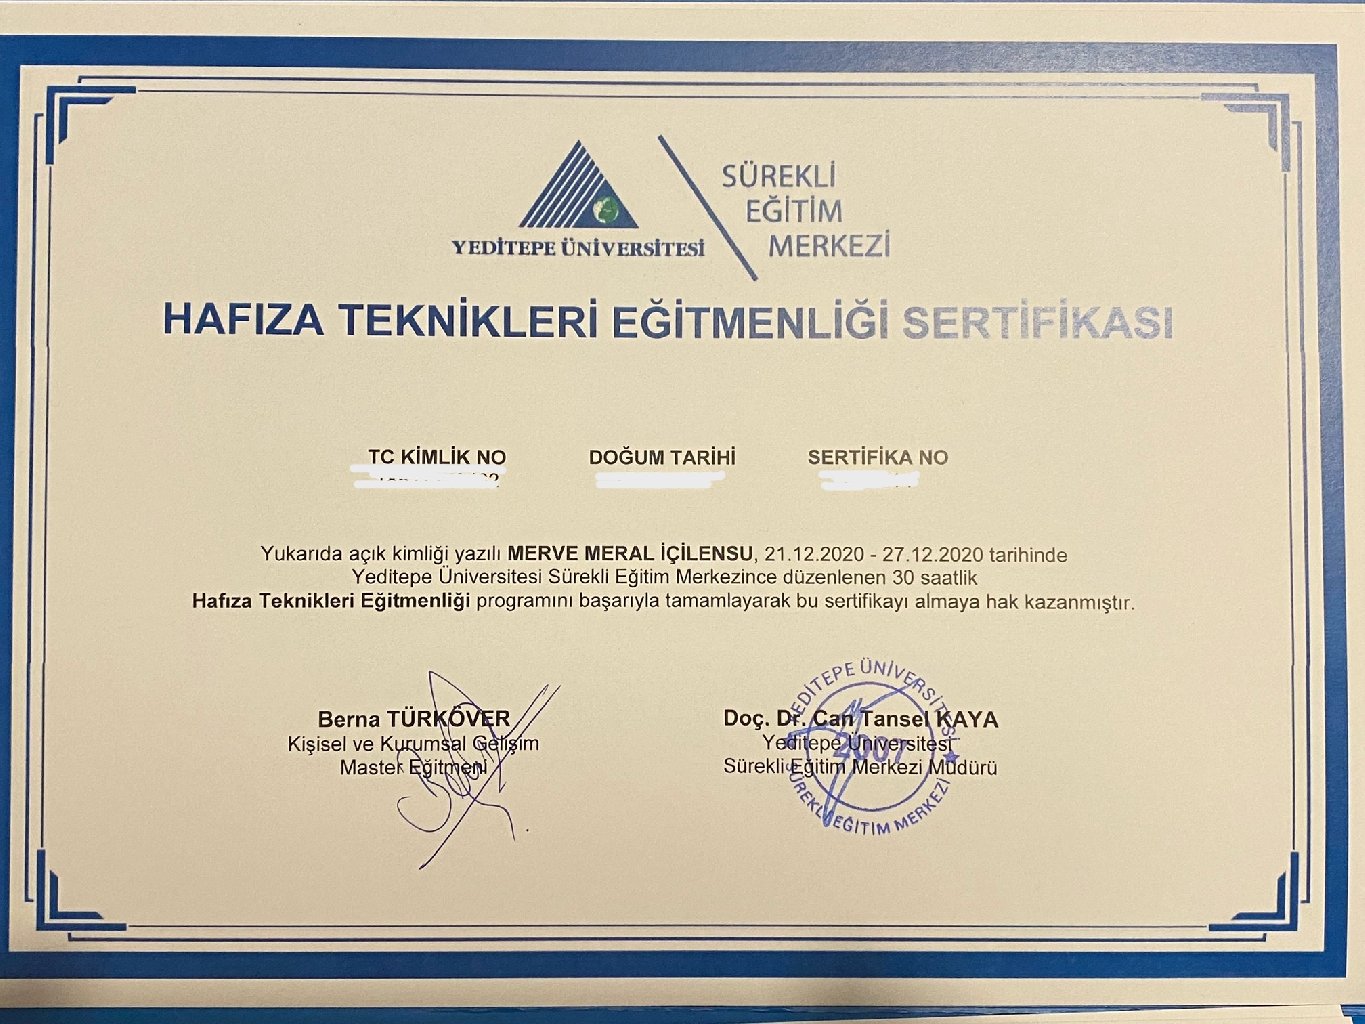 YEDİTEPE ÜNİVERSİTESİ
SÜREKLİ
EĞİTİM
MERKEZİ
HAFIZA TEKNİKLERİ EĞİTMENLİĞİ SERTİFİKASI
TC KİMLİK NO DOĞUM TARİHİ SERTİFİKA NO
Yukarıda açık kimliği yazılı MERVE MERAL İÇİLENSU, 21.12.2020 - 27.12.2020 tarihinde
Yeditepe Üniversitesi Sürekli Eğitim Merkezince düzenlenen 30 saatlik
Hafıza Teknikleri Eğitmenliği programını başarıyla tamamlayarak bu sertifikayı almaya hak kazanmıştır.
Berna TÜRKÖVER
Kişisel ve Kurumsal Gelişim
Master Eğitmeni
Doç. Dr. Can Tansel KAYA
Yeditepe Üniversitesi
Sürekli Eğitim Merkezi Müdürü
YEDİTEPE ÜNİVERSİTESİ
2007
SÜREKLİ EĞİTİM MERKEZİ